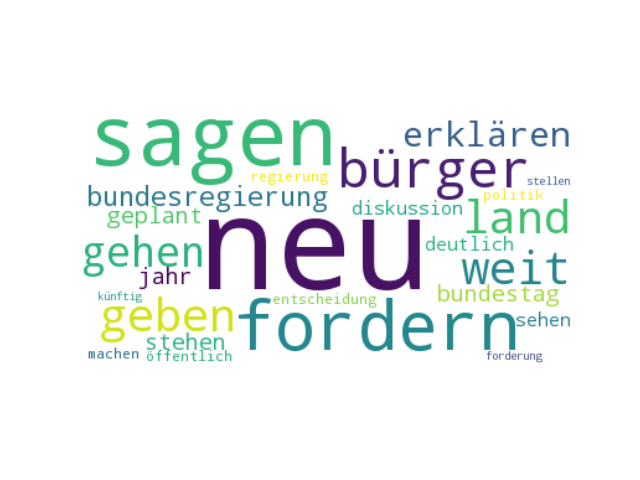 sagen
erklären
bürger
regierung
stellen
bundesregierung
politik
geplant
diskussion
land
neu
gehen
deutlich
jahr
weit
künftig
entscheidung
bundestag
geben
fordern
sehen
stehen
machen
öffentlich
forderung